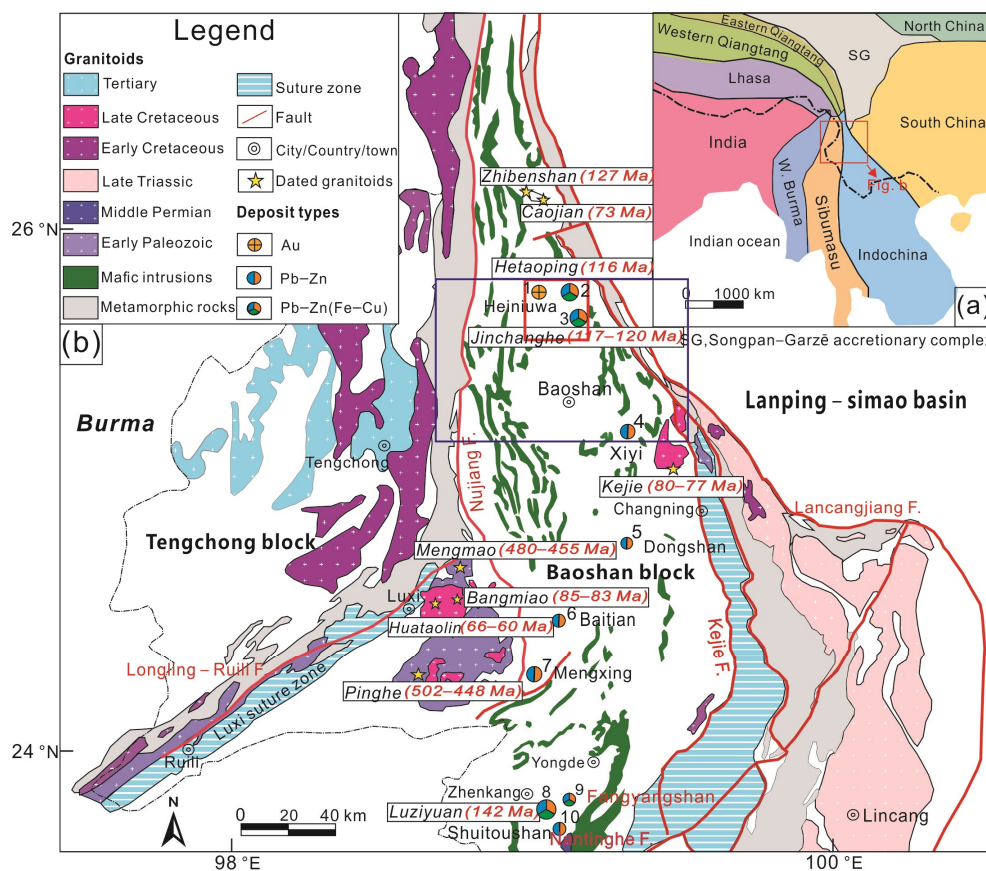 Legend
Granitoids
Tertiary
Late Cretaceous
Early Cretaceous
Late Triassic
Middle Permian
Early Paleozoic
Mafic intrusions
Metamorphic rocks
Suture zone
Fault
City/Country/town
Dated granitoids
Deposit types
Au
Pb–Zn
Pb–Zn(Fe–Cu)
(b)
Eastern Qiangtang
Western Qiangtang
North China
SG
Lhasa
India
South China
W. Burma
Fig. b
Sibumasu
Indochina
Indian ocean
0 1000 km
(a)
SG,Songpan–Garzē accretionary complex
Zhibenshan (127 Ma)
Caojian (73 Ma)
26 °N
Hetaoping (116 Ma)
1
2
Heiniuwa
3
Jinchanghe (117–120 Ma)
Baoshan
Burma
Lanping – simao basin
4
Xiyi
Tengchong
Nujiang F.
Kejie (80–77 Ma)
Changning
Lancangjiang F.
Tengchong block
Mengmao (480–455 Ma)
5
Dongshan
Baoshan block
Luxi
Bangmiao (85–83 Ma)
Huataolin (66–60 Ma)
6
Baitian
Kejie F.
Longling – Ruili F.
Luxi suture zone
7
Mengxing
Pinghe (502–448 Ma)
24 °N
Ruili
Yongde
Zhenkang
8
9
Fangyangshan
Luziyuan (142 Ma)
10
Shuitoushan
Nantinghe F.
Lincang
N
0 20 40 km
98 °E
100 °E